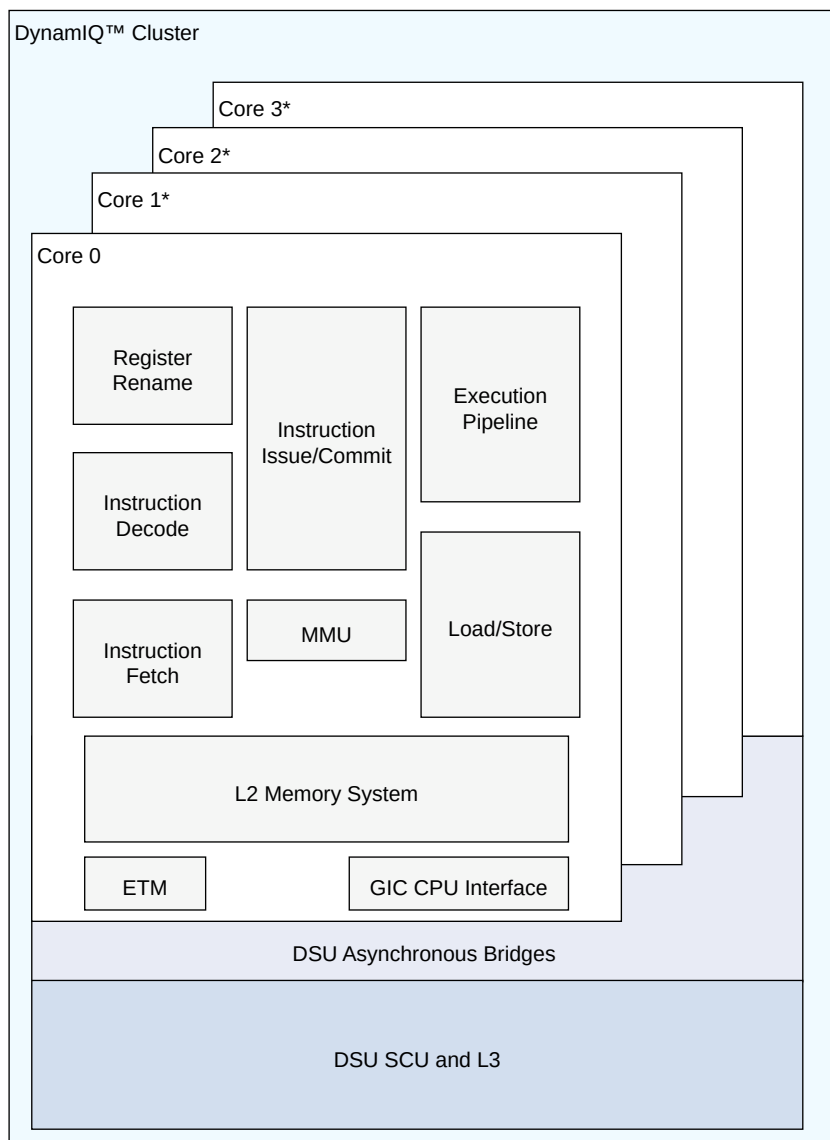 DynamIQ™ Cluster
Core 3*
Core 2*
Core 1*
Core 0
Register
Rename
Instruction
Issue/Commit
Execution
Pipeline
Instruction
Decode
Instruction
Fetch
MMU
Load/Store
L2 Memory System
ETM
GIC CPU Interface
DSU Asynchronous Bridges
DSU SCU and L3